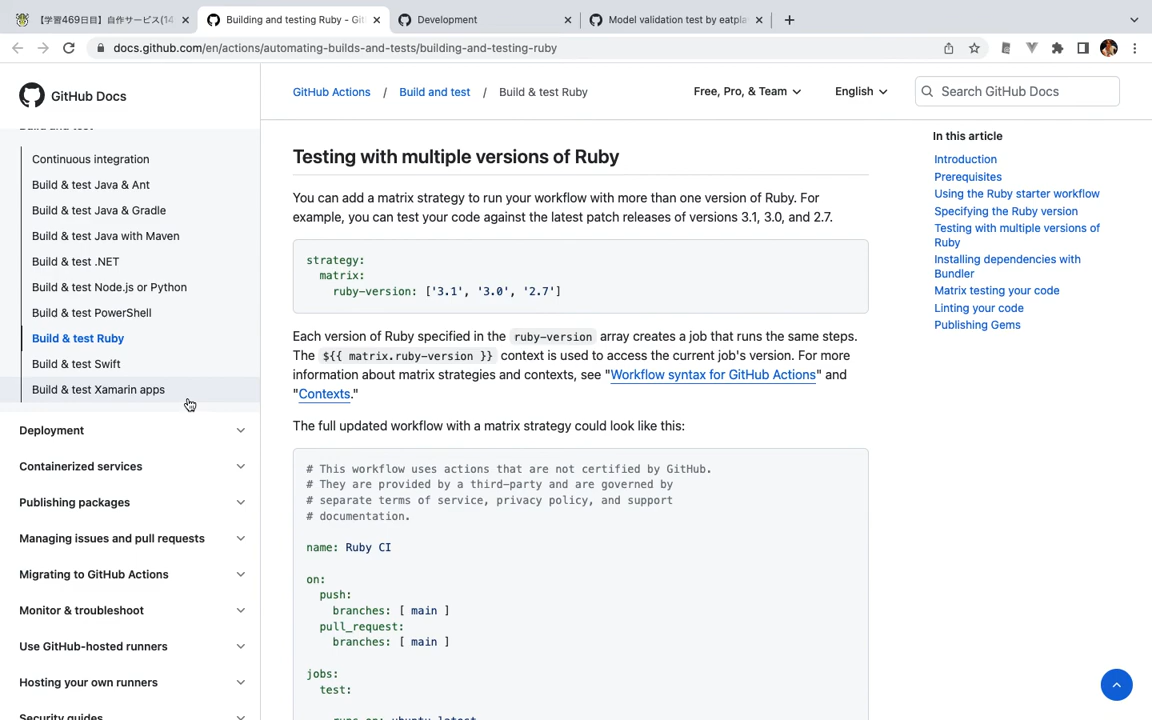 【学習469日目】自作サービス(14
Building and testing Ruby - Git
Development
Model validation test by eatpla
docs.github.com/en/actions/automating-builds-and-tests/building-and-testing-ruby
GitHub Docs
GitHub Actions / Build and test / Build & test Ruby
Free, Pro, & Team
English
Search GitHub Docs
Build and test
Continuous integration
Build & test Java & Ant
Build & test Java & Gradle
Build & test Java with Maven
Build & test .NET
Build & test Node.js or Python
Build & test PowerShell
Build & test Ruby
Build & test Swift
Build & test Xamarin apps
Deployment
Containerized services
Publishing packages
Managing issues and pull requests
Migrating to GitHub Actions
Monitor & troubleshoot
Use GitHub-hosted runners
Hosting your own runners
Security guides
Testing with multiple versions of Ruby
You can add a matrix strategy to run your workflow with more than one version of Ruby. For
example, you can test your code against the latest patch releases of versions 3.1, 3.0, and 2.7.
strategy:
matrix:
ruby-version: ['3.1', '3.0', '2.7']
Each version of Ruby specified in the ruby-version array creates a job that runs the same steps.
The ${{ matrix.ruby-version }} context is used to access the current job's version. For more
information about matrix strategies and contexts, see "Workflow syntax for GitHub Actions" and
"Contexts."
The full updated workflow with a matrix strategy could look like this:
# This workflow uses actions that are not certified by GitHub.
# They are provided by a third-party and are governed by
# separate terms of service, privacy policy, and support
# documentation.
name: Ruby CI
on:
push:
branches: [ main ]
pull_request:
branches: [ main ]
jobs:
test:
runs-on: ubuntu-latest
In this article
Introduction
Prerequisites
Using the Ruby starter workflow
Specifying the Ruby version
Testing with multiple versions of
Ruby
Installing dependencies with
Bundler
Matrix testing your code
Linting your code
Publishing Gems